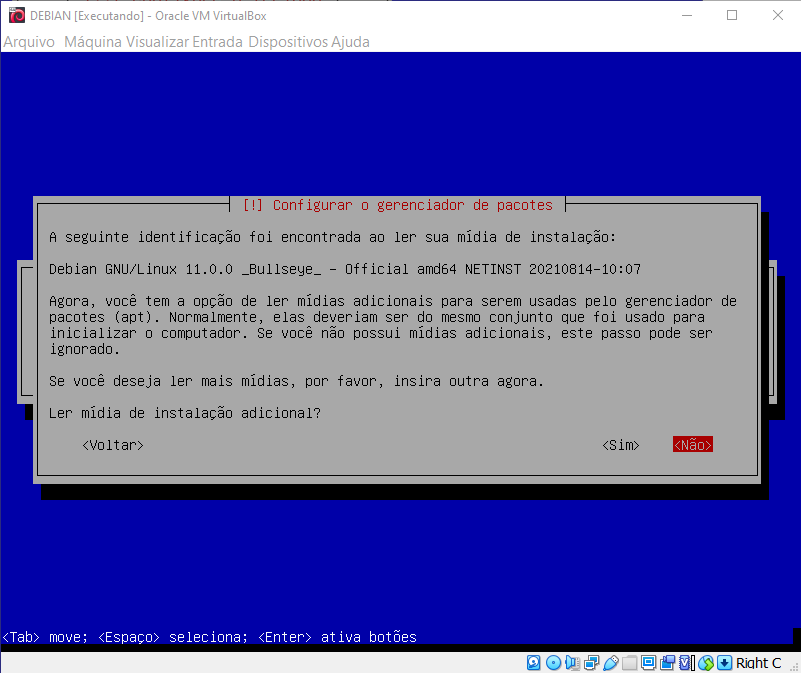 DEBIAN [Executando] - Oracle VM VirtualBox
Arquivo Máquina Visualizar Entrada Dispositivos Ajuda
[!] Configurar o gerenciador de pacotes
A seguinte identificação foi encontrada ao ler sua mídia de instalação:
Debian GNU/Linux 11.0.0 _Bullseye_ - Official amd64 NETINST 20210814-10:07
Agora, você tem a opção de ler mídias adicionais para serem usadas pelo gerenciador de
pacotes (apt). Normalmente, elas deveriam ser do mesmo conjunto que foi usado para
inicializar o computador. Se você não possui mídias adicionais, este passo pode ser
ignorado.
Se você deseja ler mais mídias, por favor, insira outra agora.
Ler mídia de instalação adicional?
<Voltar> <Sim> <Não>
<Tab> move; <Espaço> seleciona; <Enter> ativa botões
Right C